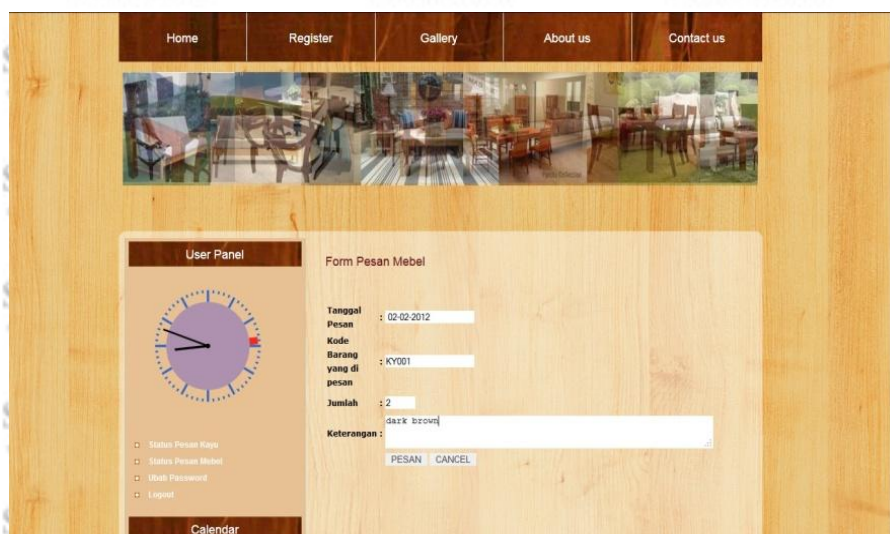 Home Register Gallery About us Contact us
User Panel
Form Pesan Mebel
Tanggal
Pesan : 02-02-2012
Kode
Barang
yang di : KY001
pesan
Jumlah : 2
dark brown
Keterangan :
PESAN CANCEL
Status Pesan Kayu
Status Pesan Mebel
Ubah Password
Logout
Calendar